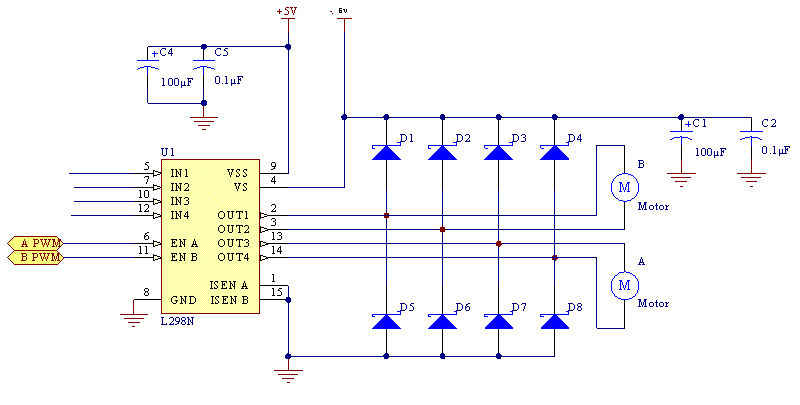 +5V
6v
C4
C5
+
100µF
0.1µF
D1
D2
D3
D4
+
C1
C2
100µF
0.1µF
U1
5
IN1
VSS
9
7
IN2
VS
4
10
IN3
12
IN4
OUT1
2
OUT2
3
A PWM
6
EN A
OUT3
13
B PWM
11
EN B
OUT4
14
B
M
Motor
A
M
Motor
ISEN A
1
8
GND
ISEN B
15
L298N
D5
D6
D7
D8